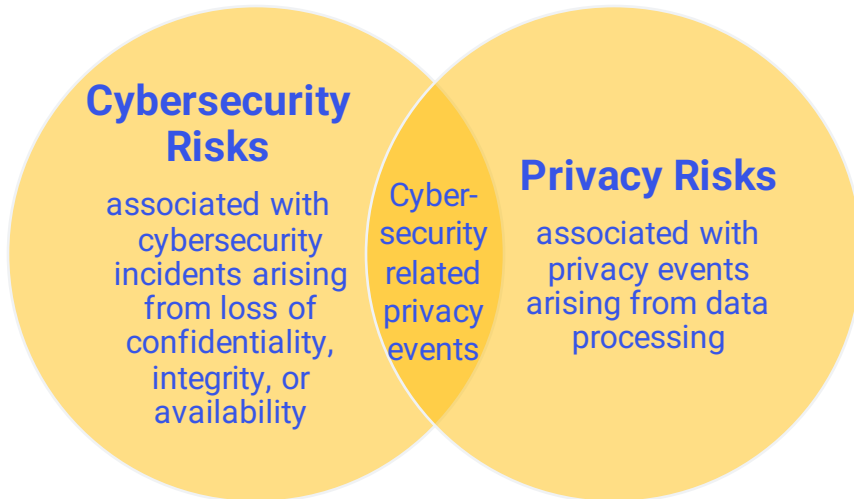 Cybersecurity
Risks
associated with
cybersecurity
incidents arising
from loss of
confidentiality,
integrity, or
availability
Cyber-
security
related
privacy
events
Privacy Risks
associated with
privacy events
arising from data
processing